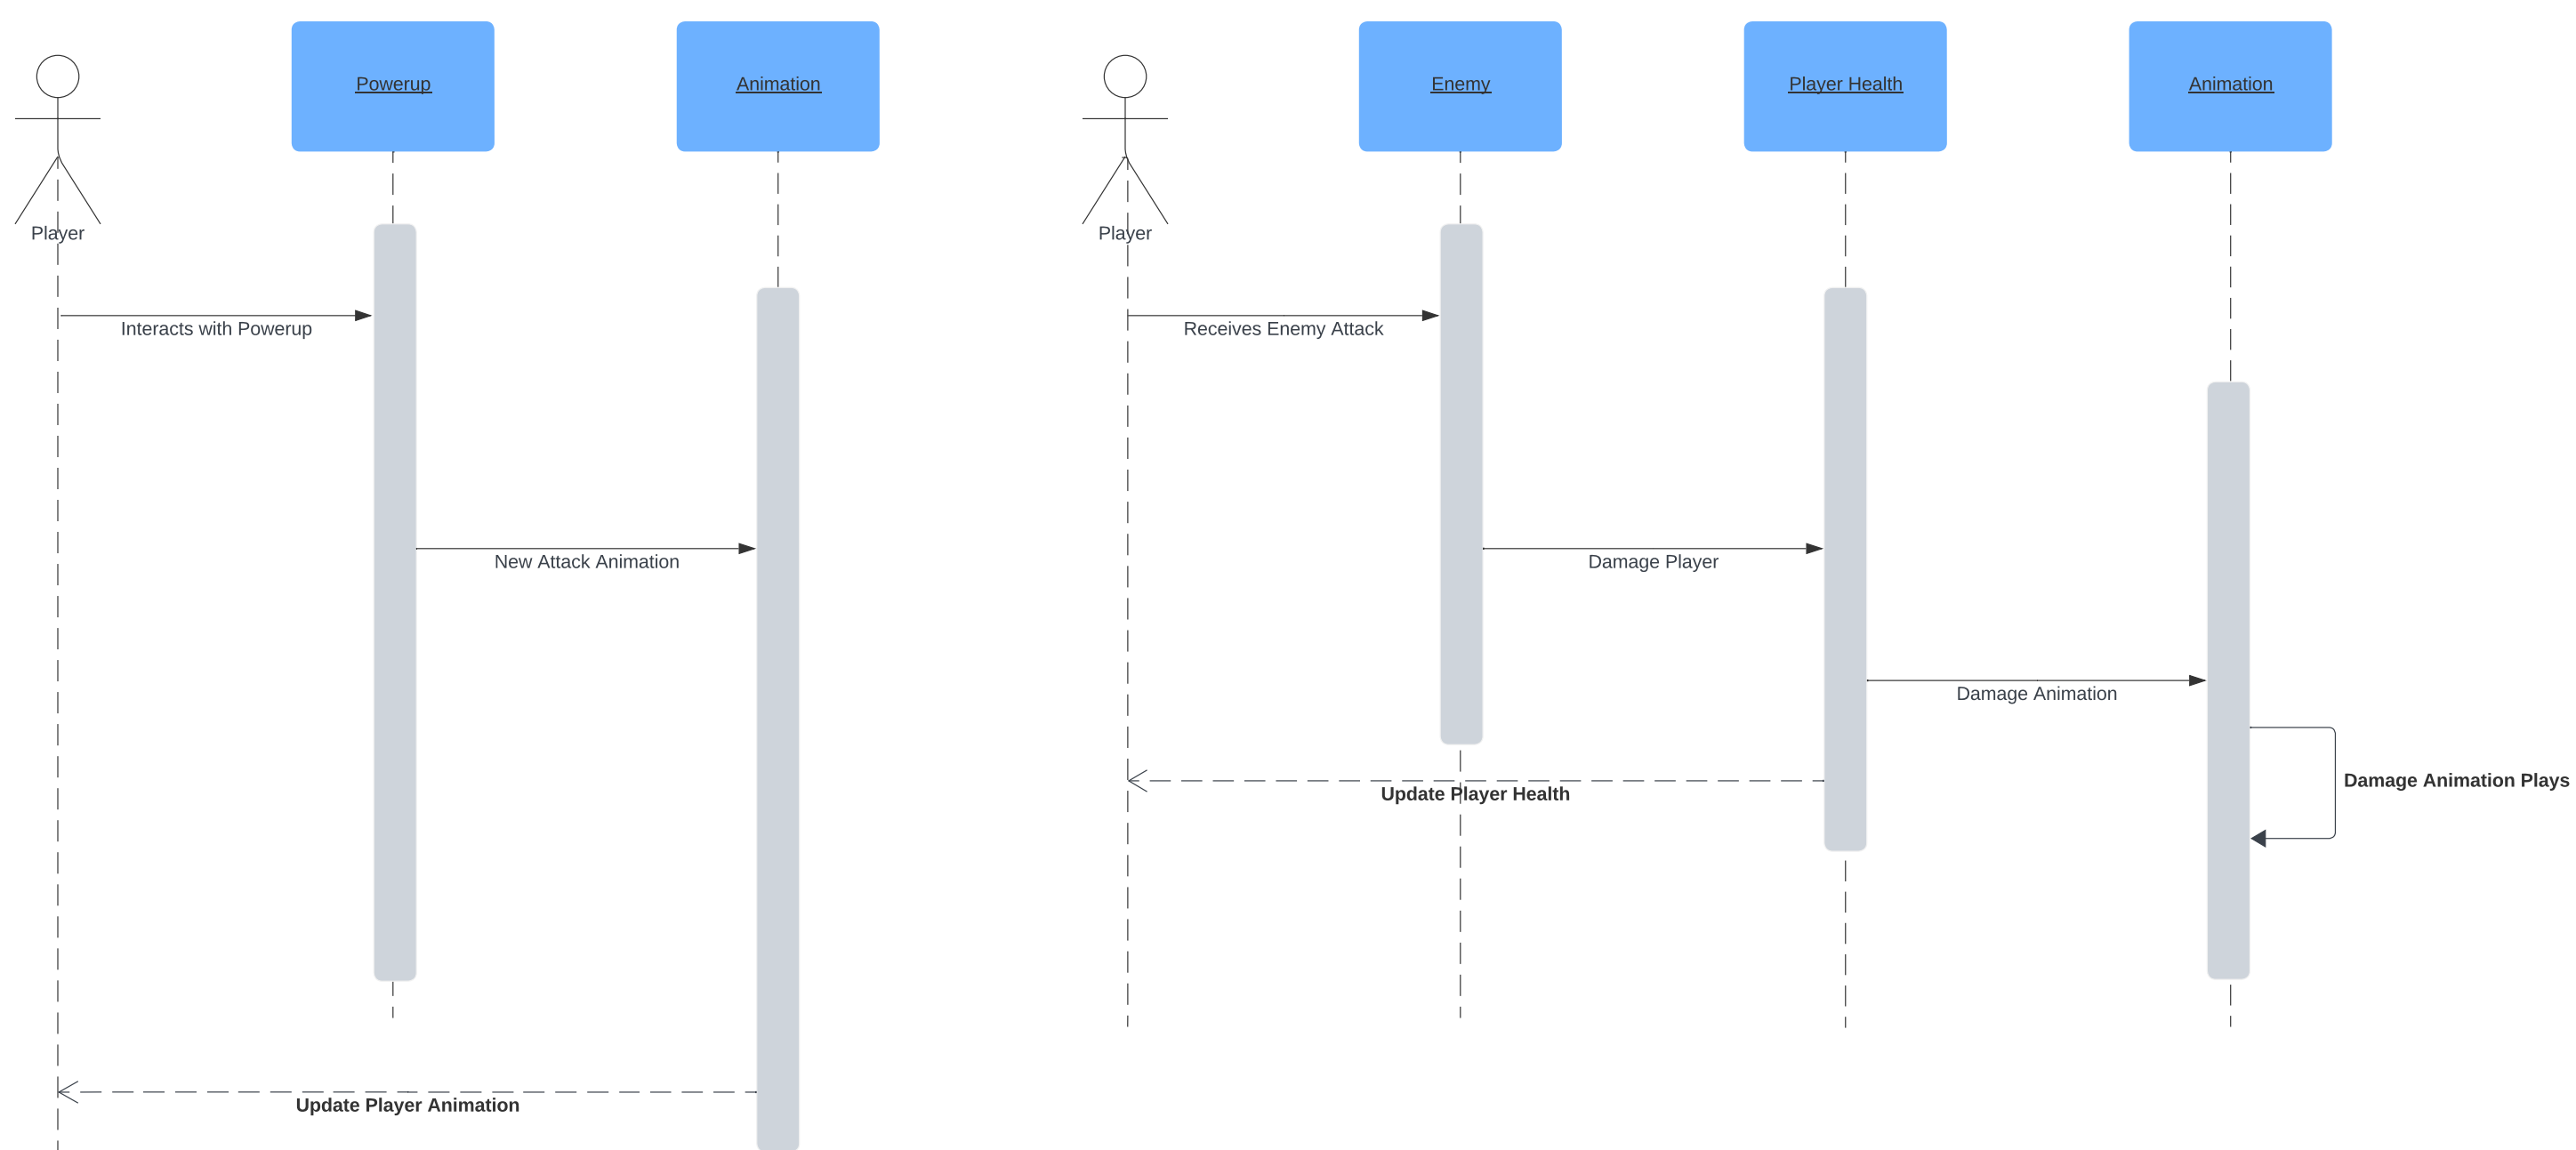 Powerup
Animation
Player
Interacts with Powerup
New Attack Animation
Update Player Animation
Enemy
Player Health
Animation
Player
Receives Enemy Attack
Damage Player
Damage Animation
Damage Animation Plays
Update Player Health